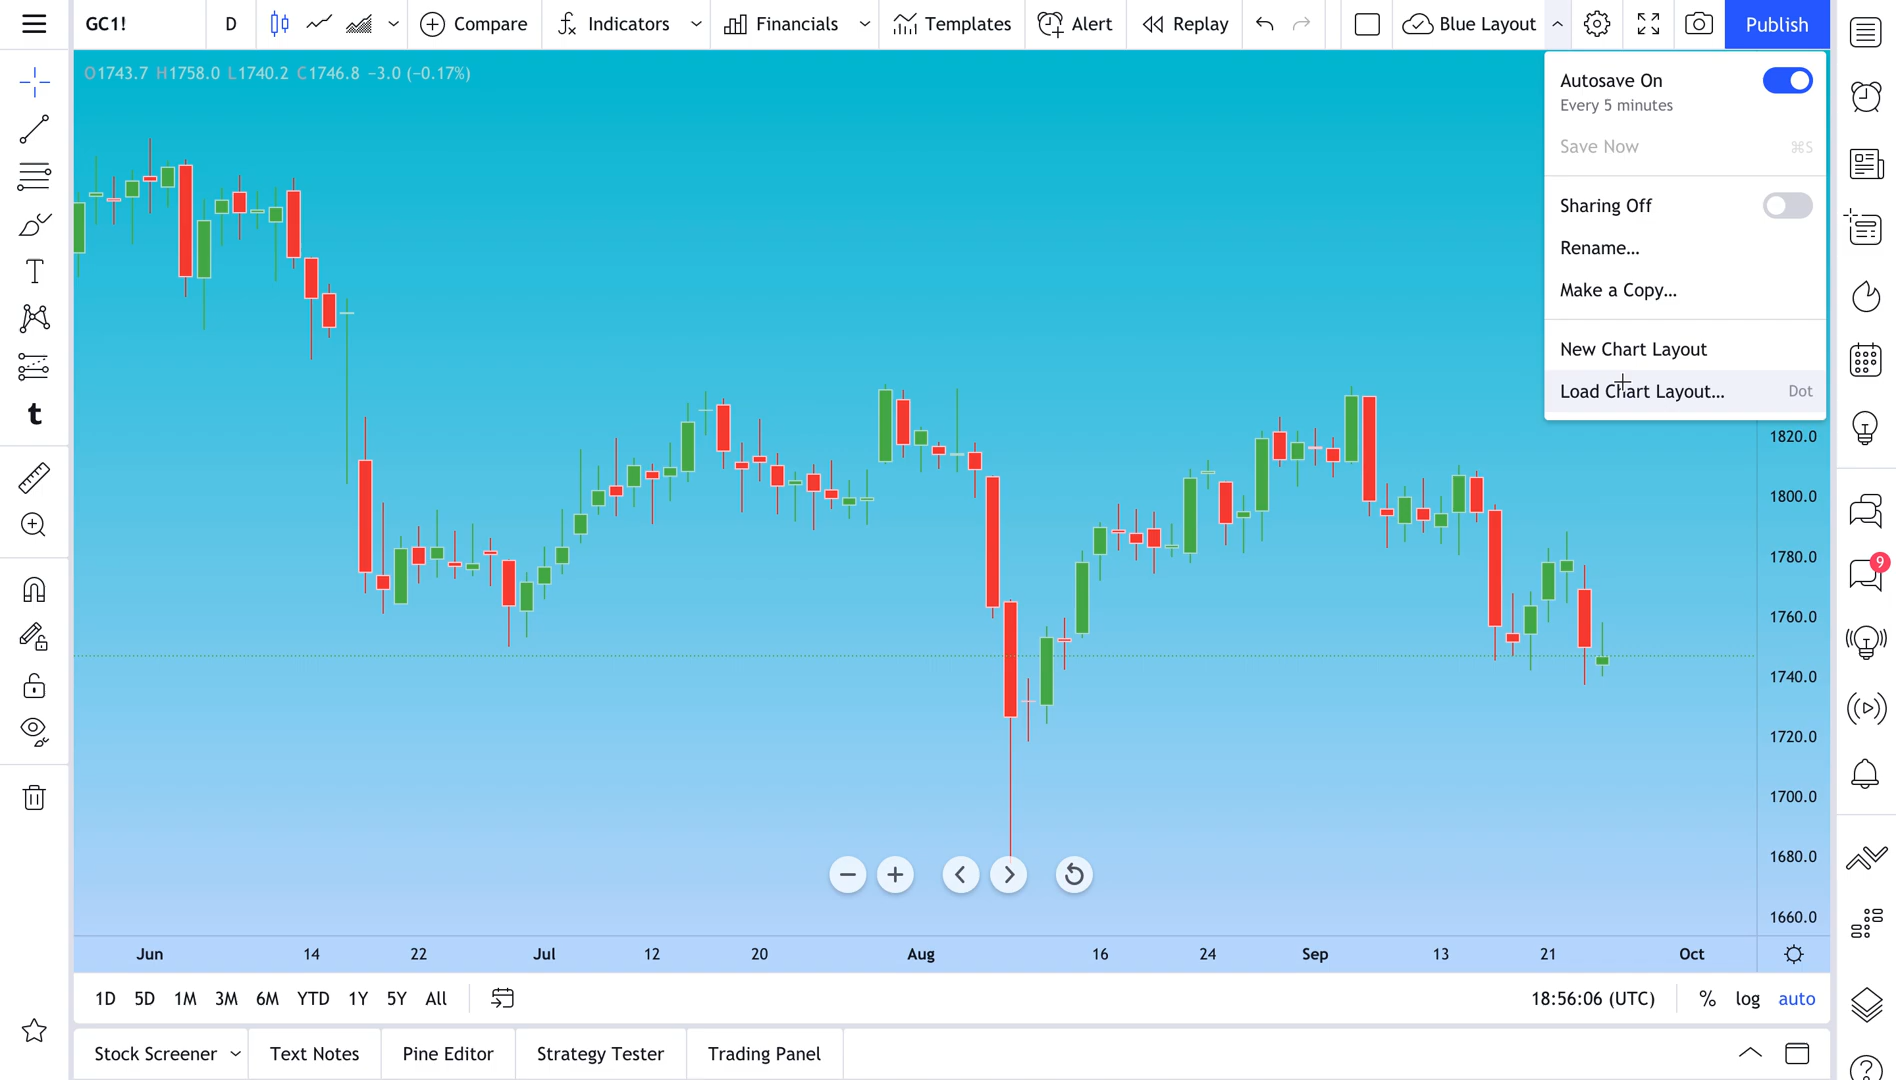 GC1! D Compare Indicators Financials Templates Alert Replay Blue Layout Publish
O1743.7 H1758.0 L1740.2 C1746.8 −3.0 (−0.17%)
Autosave On
Every 5 minutes
Save Now ⌘S
Sharing Off
Rename...
Make a Copy...
New Chart Layout
Load Chart Layout... Dot
t
1820.0
1800.0
1780.0
1760.0
1740.0
1720.0
1700.0
1680.0
1660.0
9
Jun 14 22 Jul 12 20 Aug 16 24 Sep 13 21 Oct
1D 5D 1M 3M 6M YTD 1Y 5Y All 18:56:06 (UTC) % log auto
Stock Screener Text Notes Pine Editor Strategy Tester Trading Panel